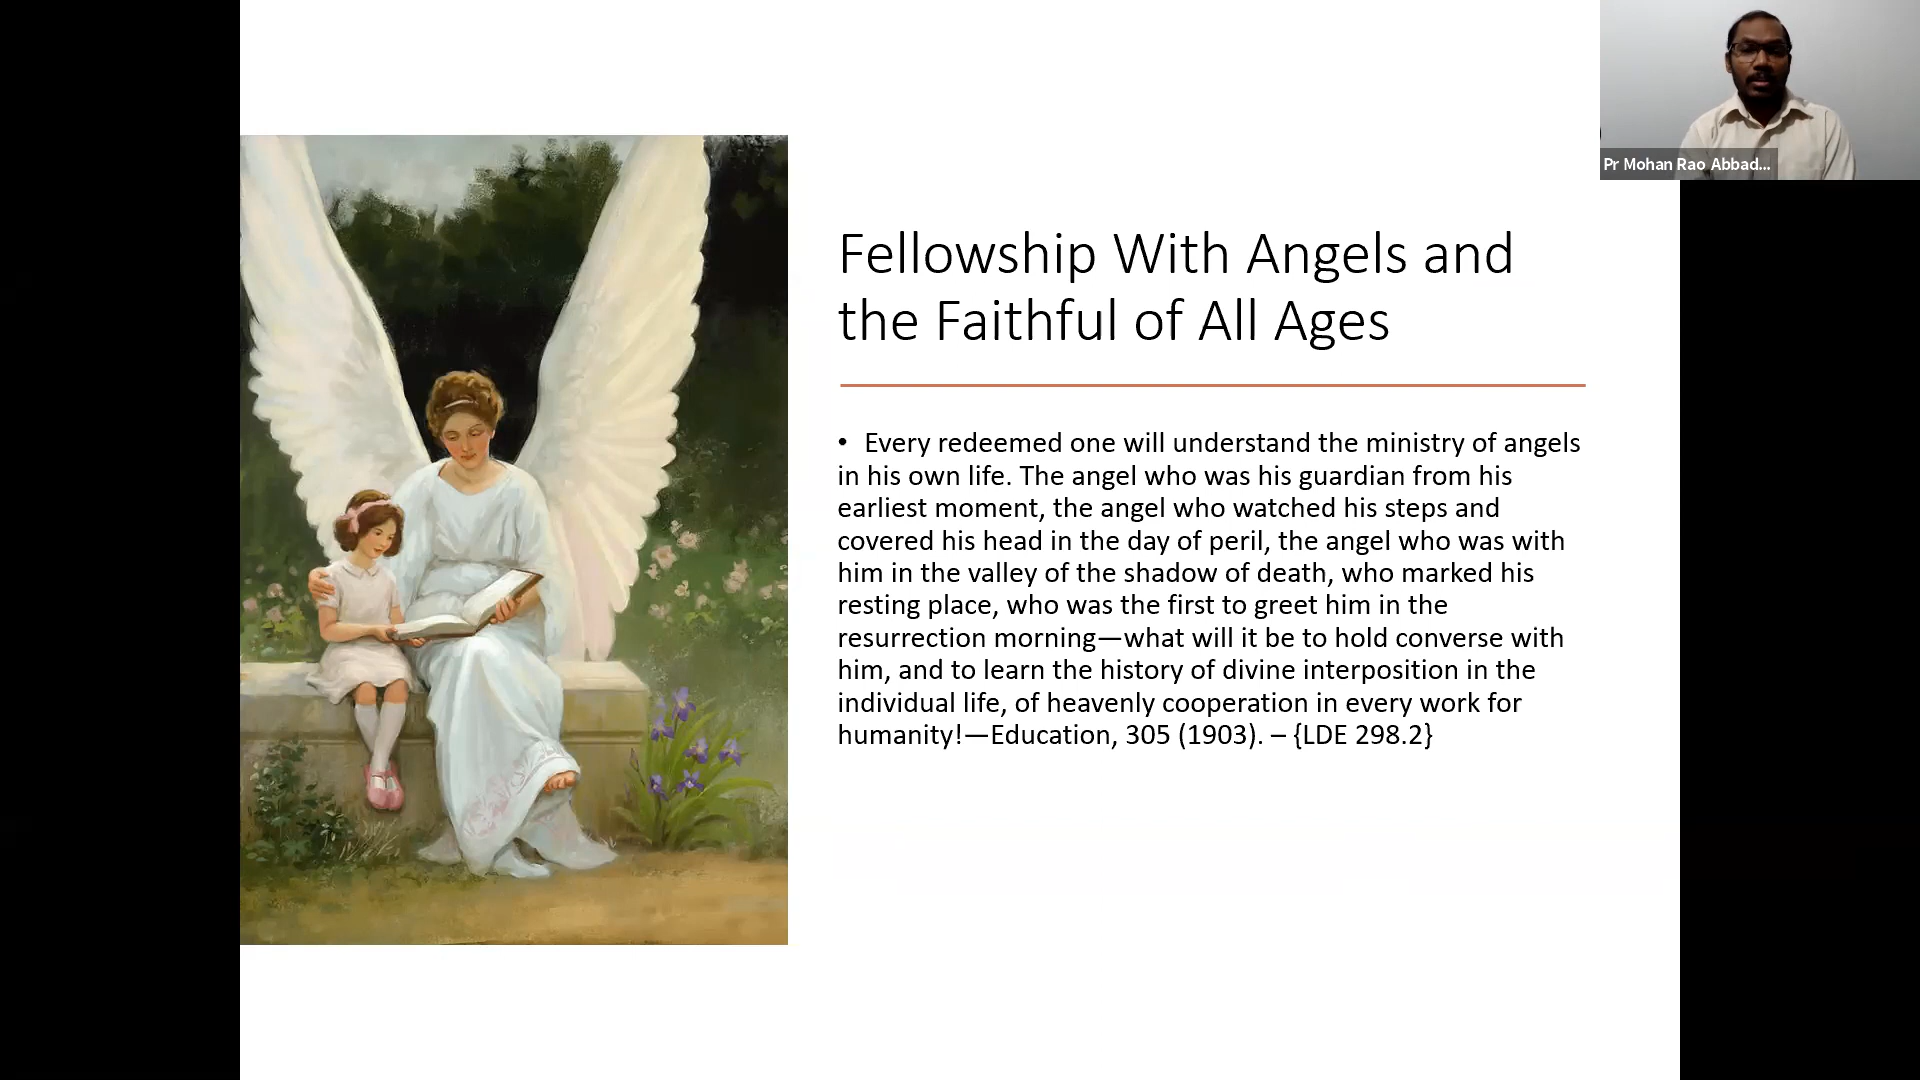 Pr Mohan Rao Abbad...
Fellowship With Angels and
the Faithful of All Ages
• Every redeemed one will understand the ministry of angels
in his own life. The angel who was his guardian from his
earliest moment, the angel who watched his steps and
covered his head in the day of peril, the angel who was with
him in the valley of the shadow of death, who marked his
resting place, who was the first to greet him in the
resurrection morning—what will it be to hold converse with
him, and to learn the history of divine interposition in the
individual life, of heavenly cooperation in every work for
humanity!—Education, 305 (1903). – {LDE 298.2}